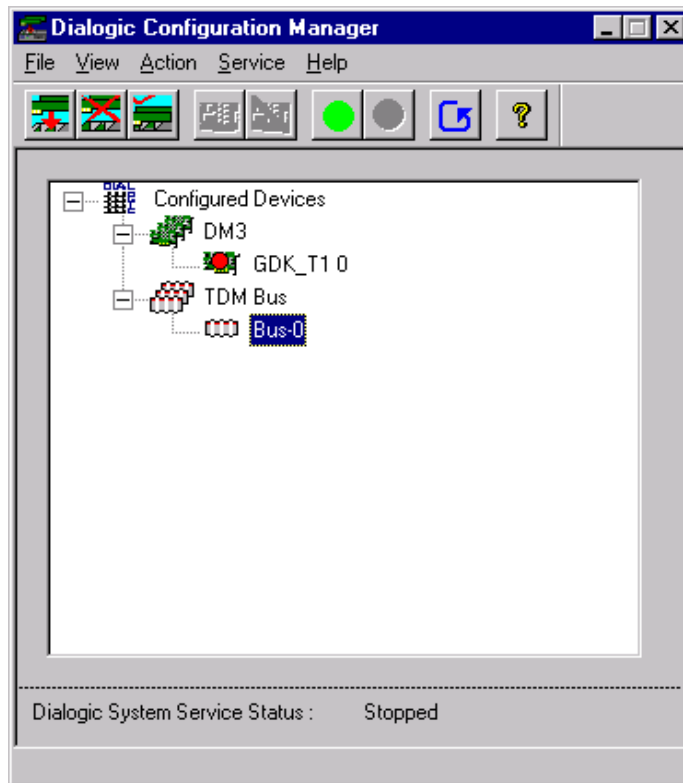 Dialogic Configuration Manager
File View Action Service Help
Configured Devices
DM3
GDK_T1 0
TDM Bus
Bus-0
Dialogic System Service Status : Stopped